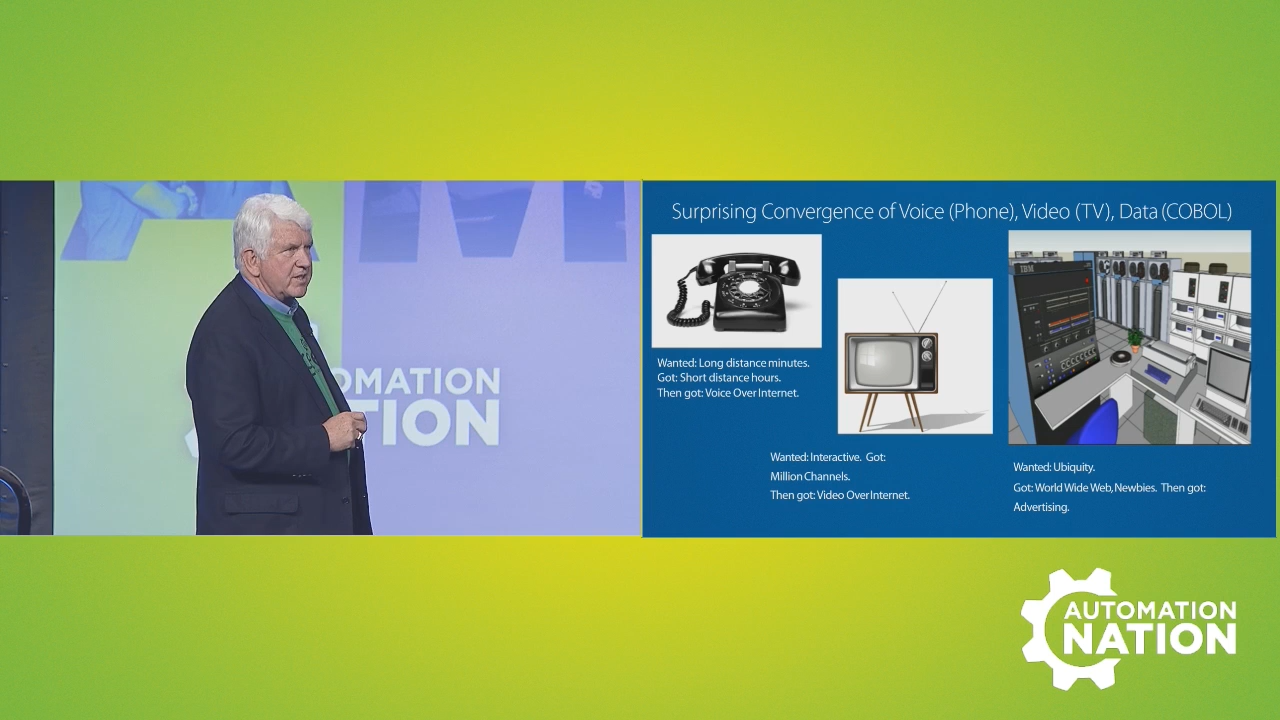 AM
OMATION
TION
Surprising Convergence of Voice (Phone), Video (TV), Data (COBOL)
IBM
Wanted: Long distance minutes.
Got: Short distance hours.
Then got: Voice Over Internet.
Wanted: Interactive. Got:
Million Channels.
Then got: Video Over Internet.
Wanted: Ubiquity.
Got: World Wide Web, Newbies. Then got:
Advertising.
AUTOMATION
NATION